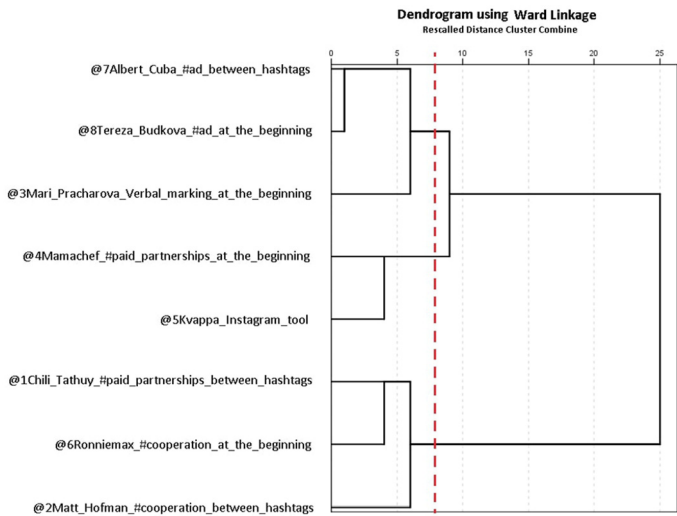 Dendrogram using Ward Linkage
Rescalled Distance Cluster Combine
0 5 10 15 20 25
@7Albert_Cuba_#ad_between_hashtags
@8Tereza_Budkova_#ad_at_the_beginning
@3Mari_Pracharova_Verbal_marking_at_the_beginning
@4Mamachef_#paid_partnerships_at_the_beginning
@5Kvappa_Instagram_tool
@1Chili_Tathuy_#paid_partnerships_between_hashtags
@6Ronniemax_#cooperation_at_the_beginning
@2Matt_Hofman_#cooperation_between_hashtags